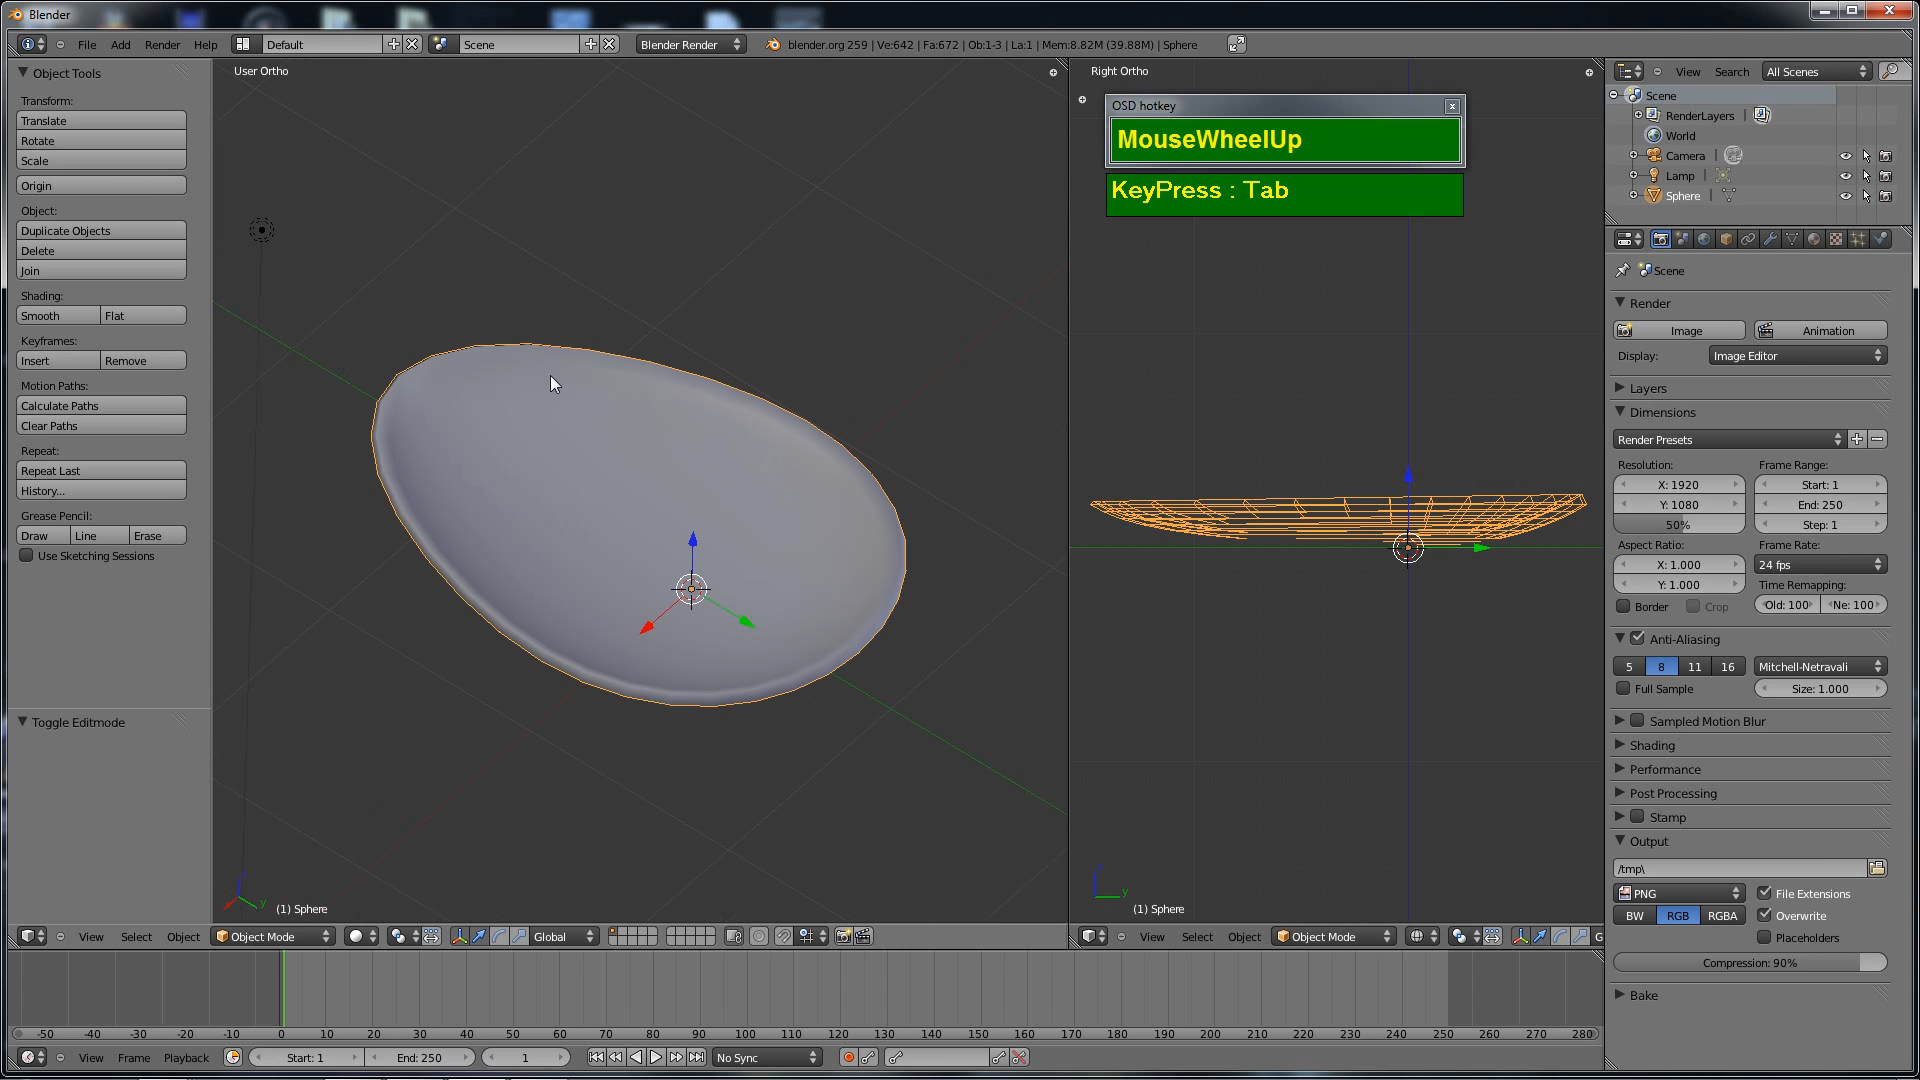 Blender
File Add Render Help Default Scene Blender Render blender.org 259 | Ve:642 | Fa:672 | Ob:1-3 | La:1 | Mem:8.82M (39.88M) | Sphere
Object Tools
Transform:
Translate
Rotate
Scale
Origin
Object:
Duplicate Objects
Delete
Join
Shading:
Smooth Flat
Keyframes:
Insert Remove
Motion Paths:
Calculate Paths
Clear Paths
Repeat:
Repeat Last
History...
Grease Pencil:
Draw Line Erase
Use Sketching Sessions
Toggle Editmode
User Ortho
(1) Sphere
View Select Object Object Mode Global
Right Ortho
OSD hotkey
MouseWheelUp
KeyPress : Tab
z
y
(1) Sphere
View Select Object Object Mode G
View Search All Scenes
Scene
RenderLayers
World
Camera
Lamp
Sphere
Scene
Render
Image Animation
Display: Image Editor
Layers
Dimensions
Render Presets
Resolution: Frame Range:
X: 1920 Start: 1
Y: 1080 End: 250
50% Step: 1
Aspect Ratio: Frame Rate:
X: 1.000 24 fps
Y: 1.000 Time Remapping:
Border Crop Old: 100 Ne: 100
Anti-Aliasing
5 8 11 16 Mitchell-Netravali
Full Sample Size: 1.000
Sampled Motion Blur
Shading
Performance
Post Processing
Stamp
Output
/tmp\
PNG File Extensions
BW RGB RGBA Overwrite
Placeholders
Compression: 90%
Bake
-50 -40 -30 -20 -10 0 10 20 30 40 50 60 70 80 90 100 110 120 130 140 150 160 170 180 190 200 210 220 230 240 250 260 270 280
View Frame Playback Start: 1 End: 250 1 No Sync